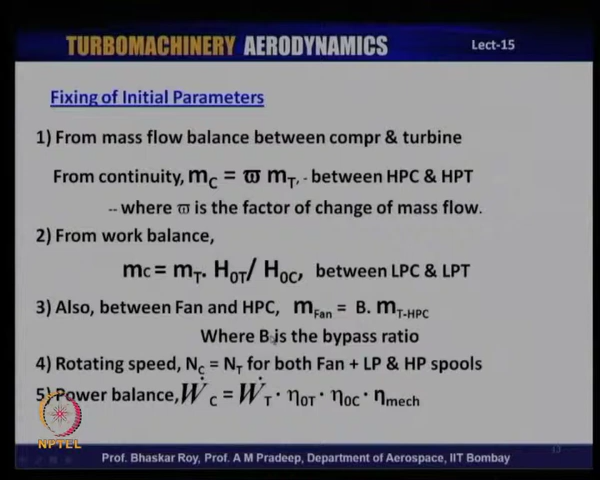 TURBOMACHINERY AERODYNAMICS
Lect-15
Fixing of Initial Parameters
1) From mass flow balance between compr & turbine
From continuity, mC = ϖ mT, - between HPC & HPT
-- where ϖ is the factor of change of mass flow.
2) From work balance,
mC = mT. H0T/ H0C, between LPC & LPT
3) Also, between Fan and HPC, mFan = B. mT-HPC
Where B is the bypass ratio
4) Rotating speed, NC = NT for both Fan + LP & HP spools
5) Power balance, ẆC = ẆT · η0T · η0C · ηmech
NPTEL
13
Prof. Bhaskar Roy, Prof. A M Pradeep, Department of Aerospace, IIT Bombay